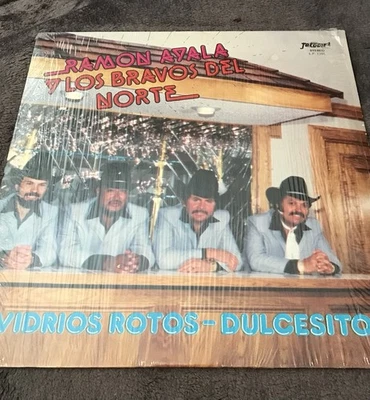 RAMON AYALA
Y LOS BRAVOS DEL
NORTE
VIDRIOS ROTOS - DULCESITO